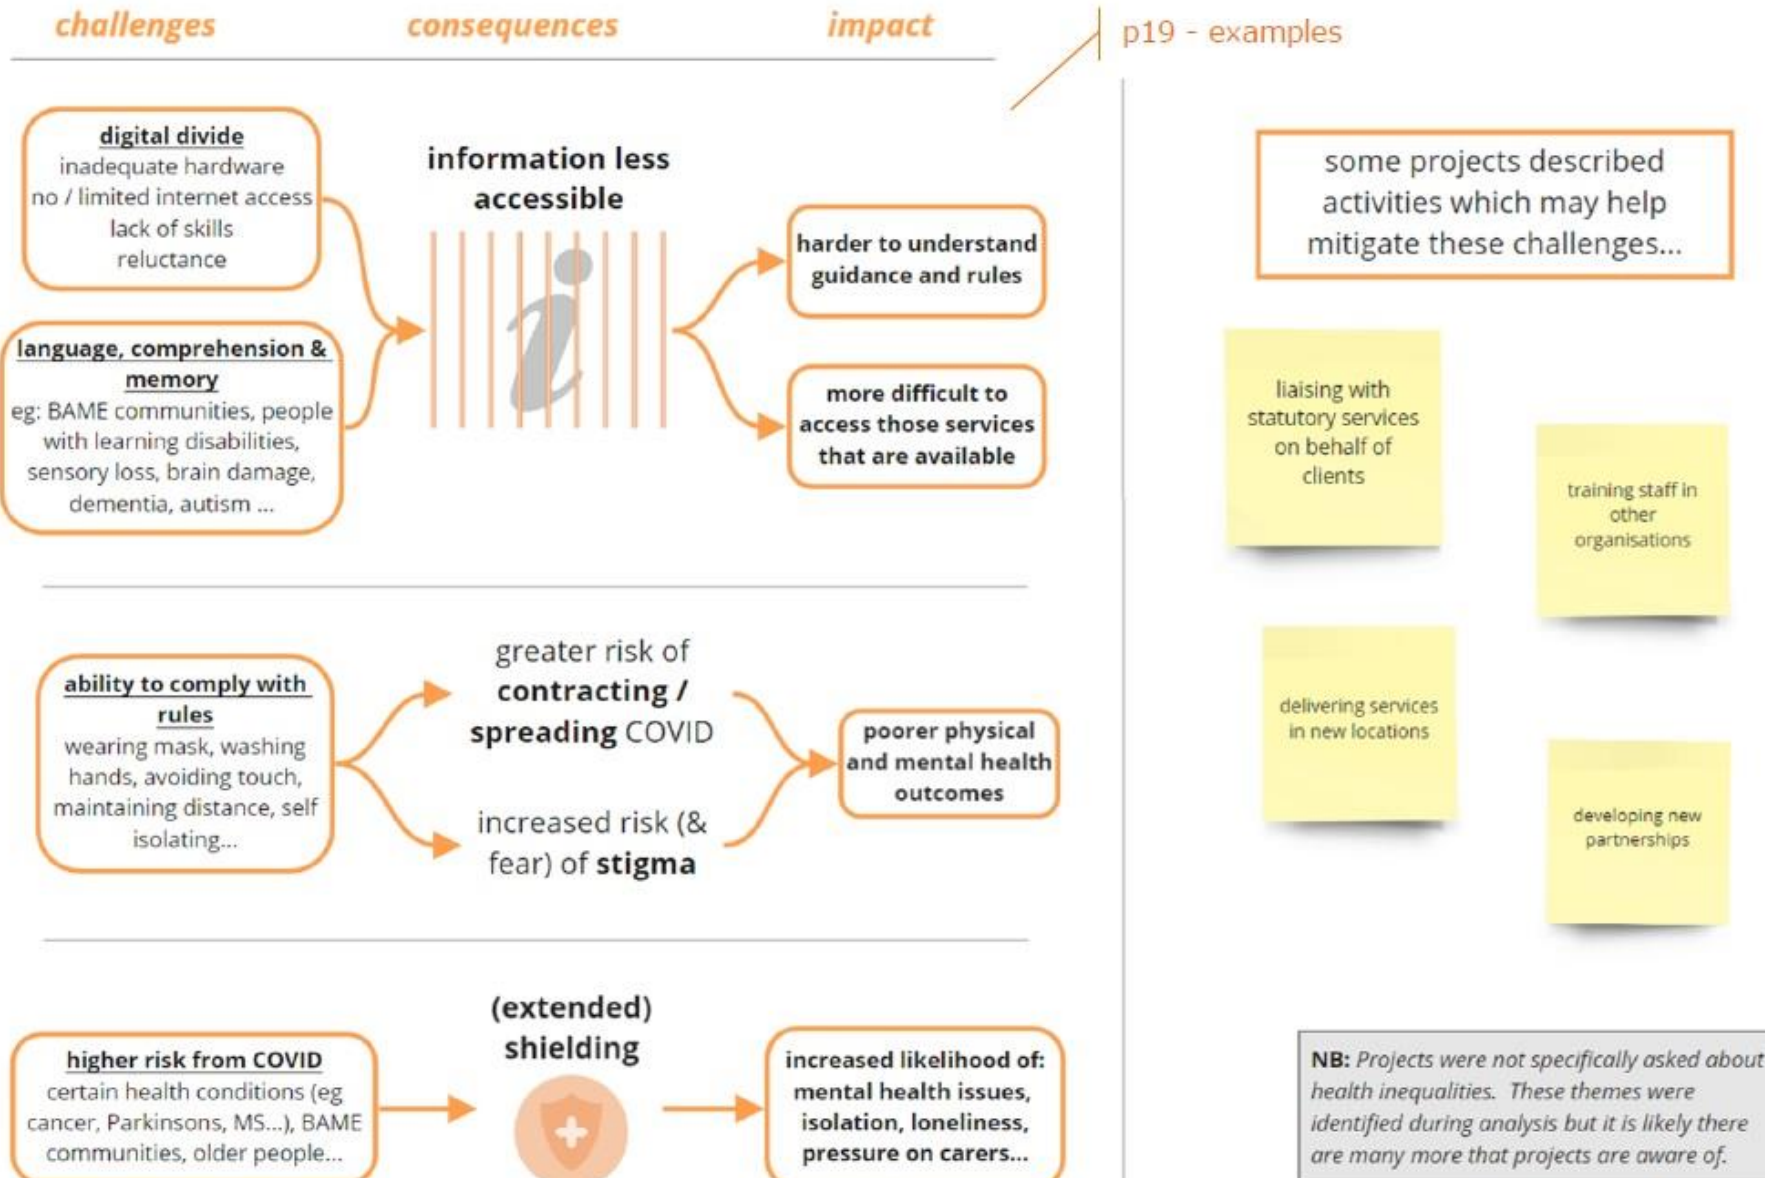 challenges consequences impact
p19 - examples
digital divide
inadequate hardware
no / limited internet access
lack of skills
reluctance
language, comprehension &
memory
eg: BAME communities, people
with learning disabilities,
sensory loss, brain damage,
dementia, autism ...
information less
accessible
i
harder to understand
guidance and rules
more difficult to
access those services
that are available
ability to comply with
rules
wearing mask, washing
hands, avoiding touch,
maintaining distance, self
isolating...
greater risk of
contracting /
spreading COVID
increased risk (&
fear) of stigma
poorer physical
and mental health
outcomes
higher risk from COVID
certain health conditions (eg
cancer, Parkinsons, MS...), BAME
communities, older people...
(extended)
shielding
increased likelihood of:
mental health issues,
isolation, loneliness,
pressure on carers...
some projects described
activities which may help
mitigate these challenges...
liaising with
statutory services
on behalf of
clients
training staff in
other
organisations
delivering services
in new locations
developing new
partnerships
NB: Projects were not specifically asked about
health inequalities. These themes were
identified during analysis but it is likely there
are many more that projects are aware of.